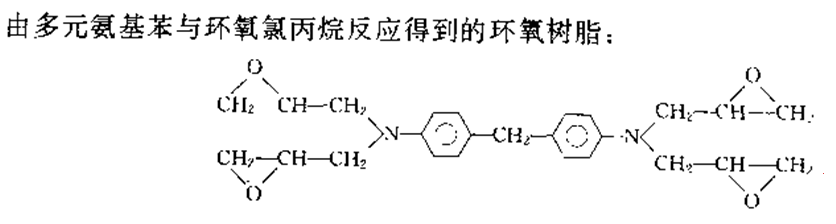 由多元氨基苯与环氧氯丙烷反应得到的环氧树脂：
O O
CH₂ CH—CH₂ CH₂—CH—CH₂
N—CH₂—N
CH₂—CH—CH₂ CH₂—CH—CH₂
O O